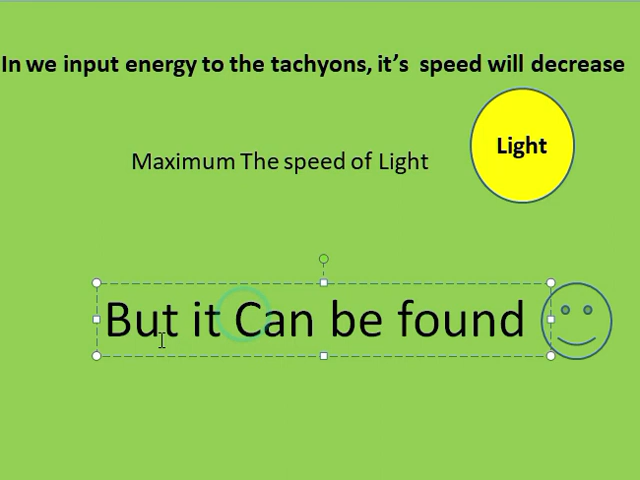 In we input energy to the tachyons, it’s speed will decrease
Light
Maximum The speed of Light
But it Can be found